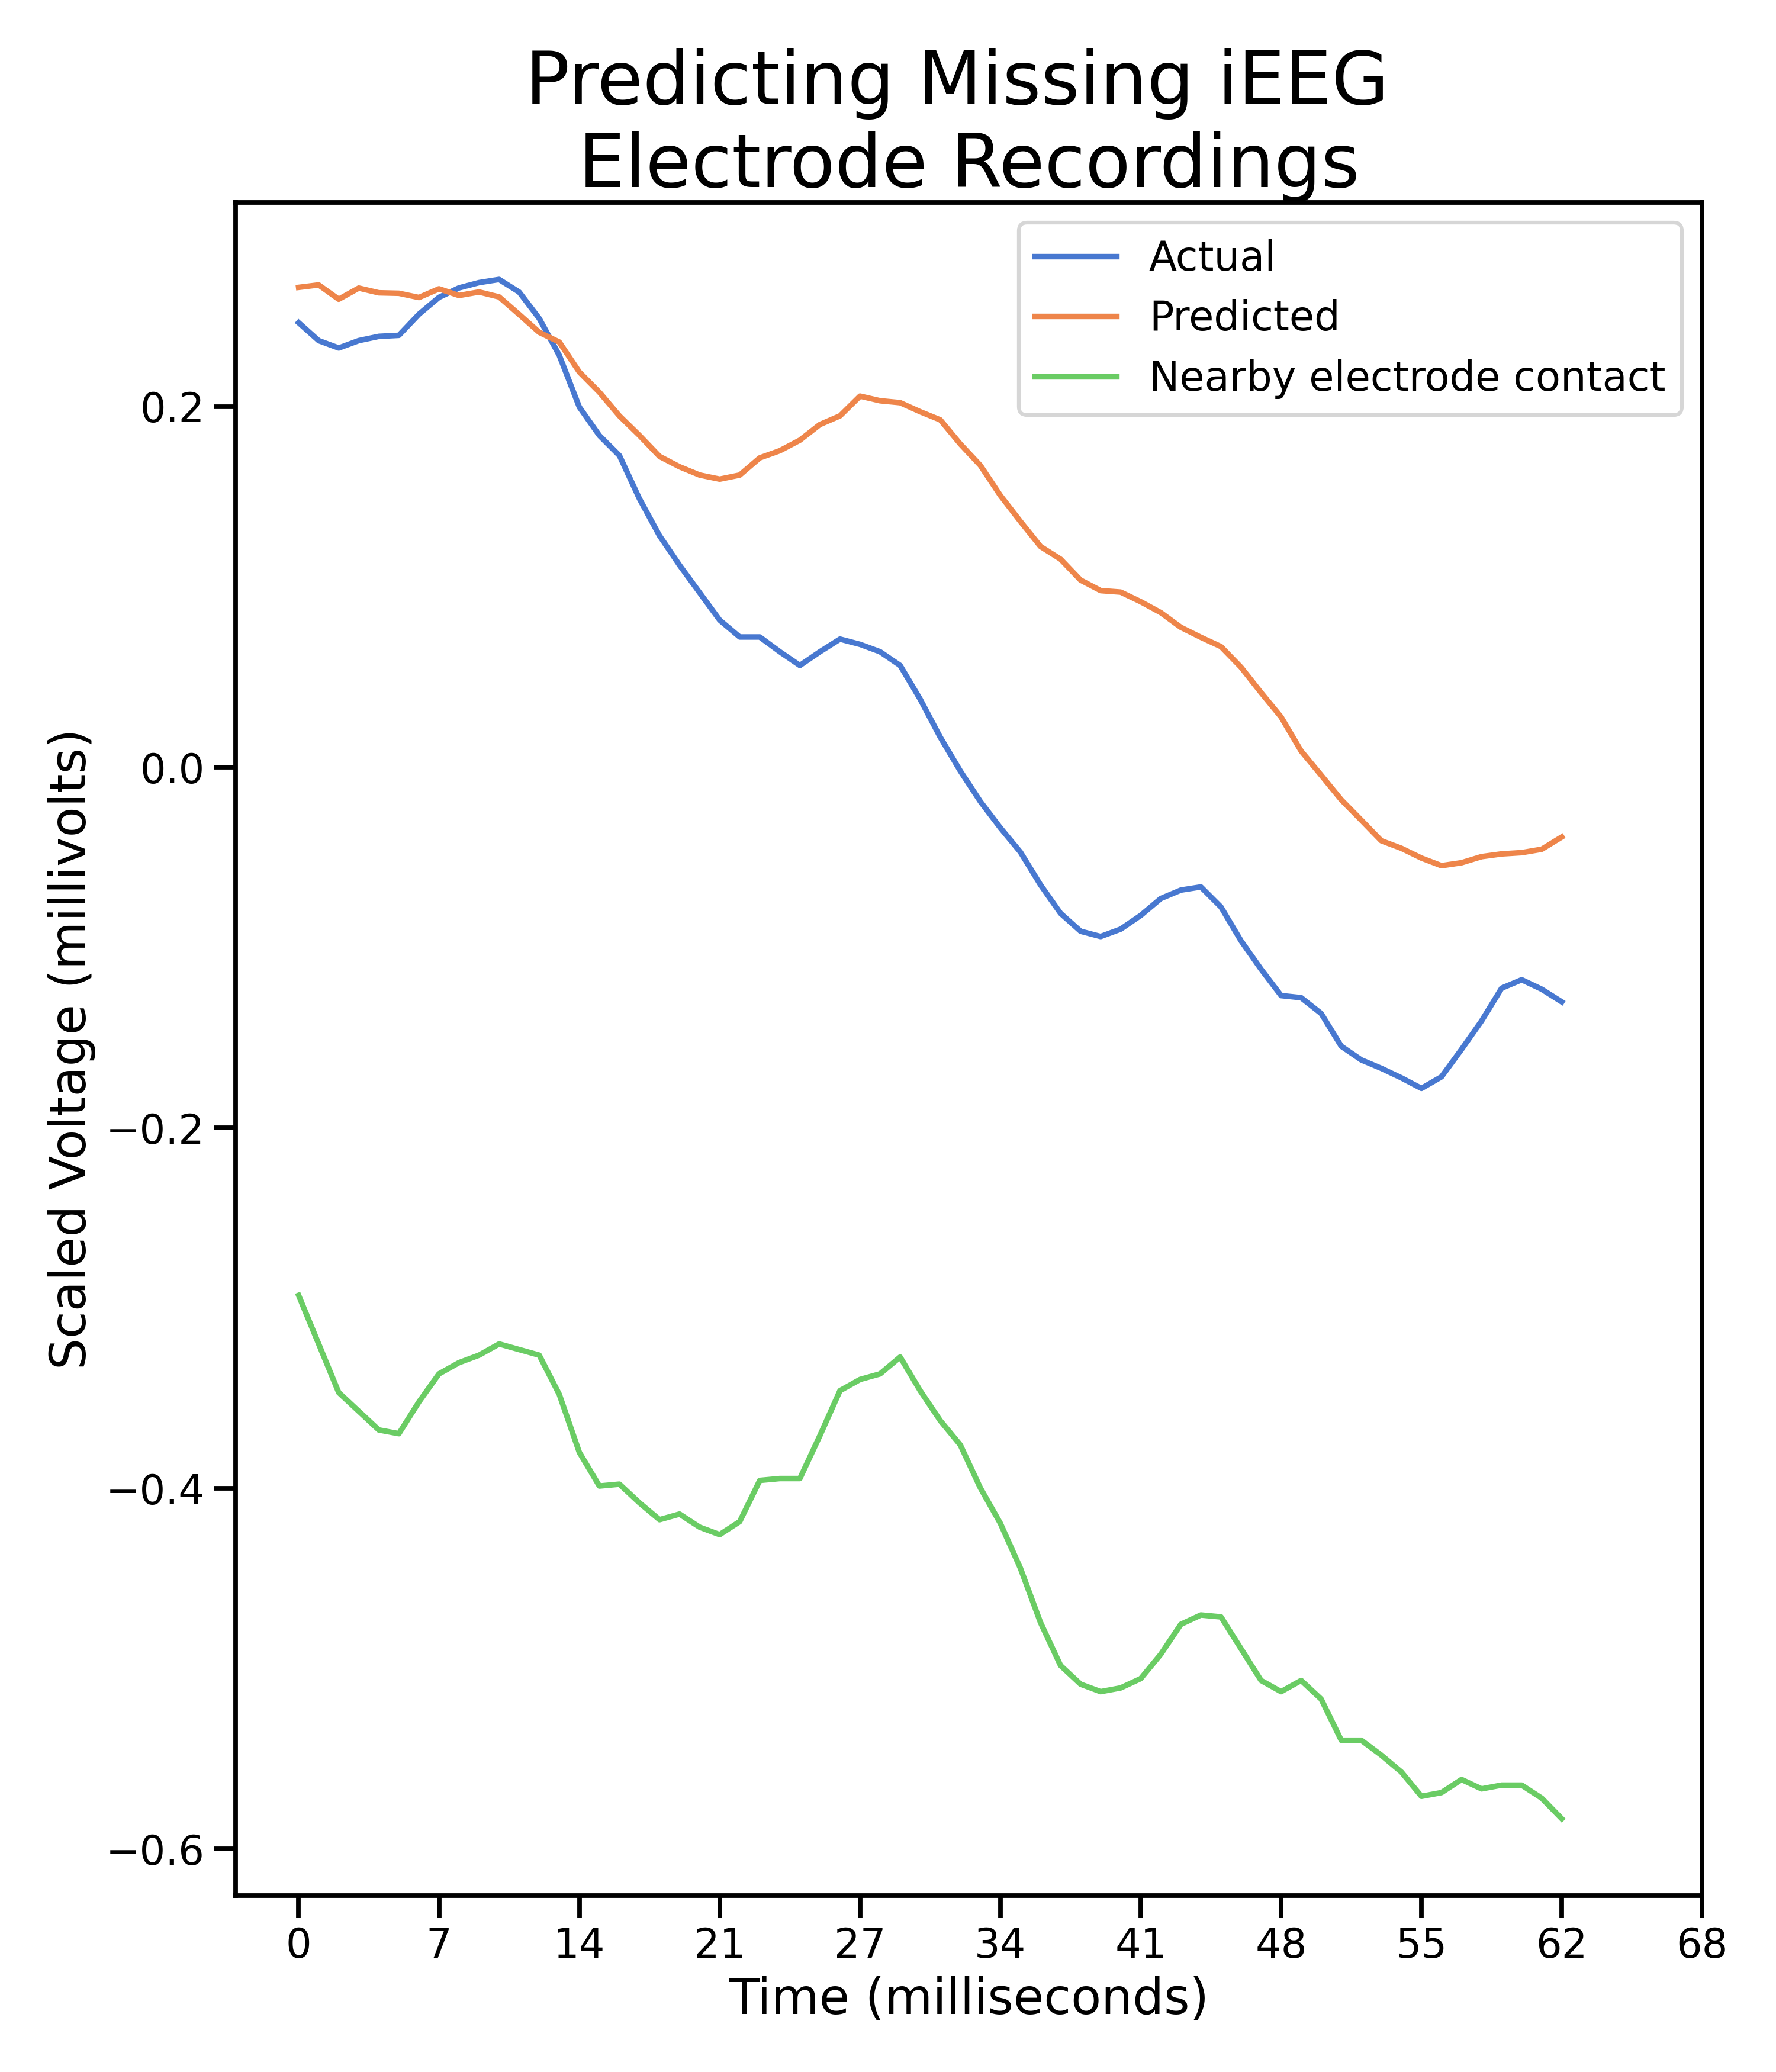 Predicting Missing iEEG
Electrode Recordings
Actual
Predicted
Nearby electrode contact
Scaled Voltage (millivolts)
0.2
0.0
−0.2
−0.4
−0.6
0 7 14 21 27 34 41 48 55 62 68
Time (milliseconds)